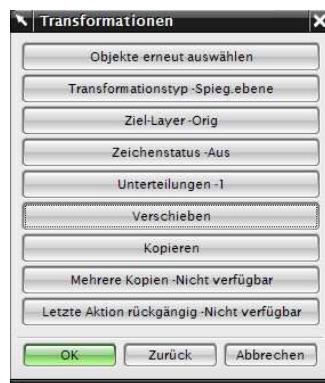 Transformationen
Objekte erneut auswählen
Transformationstyp -Spieg.ebene
Ziel-Layer -Orig
Zeichenstatus -Aus
Unterteilungen -1
Verschieben
Kopieren
Mehrere Kopien -Nicht verfügbar
Letzte Aktion rückgängig -Nicht verfügbar
OK Zurück Abbrechen